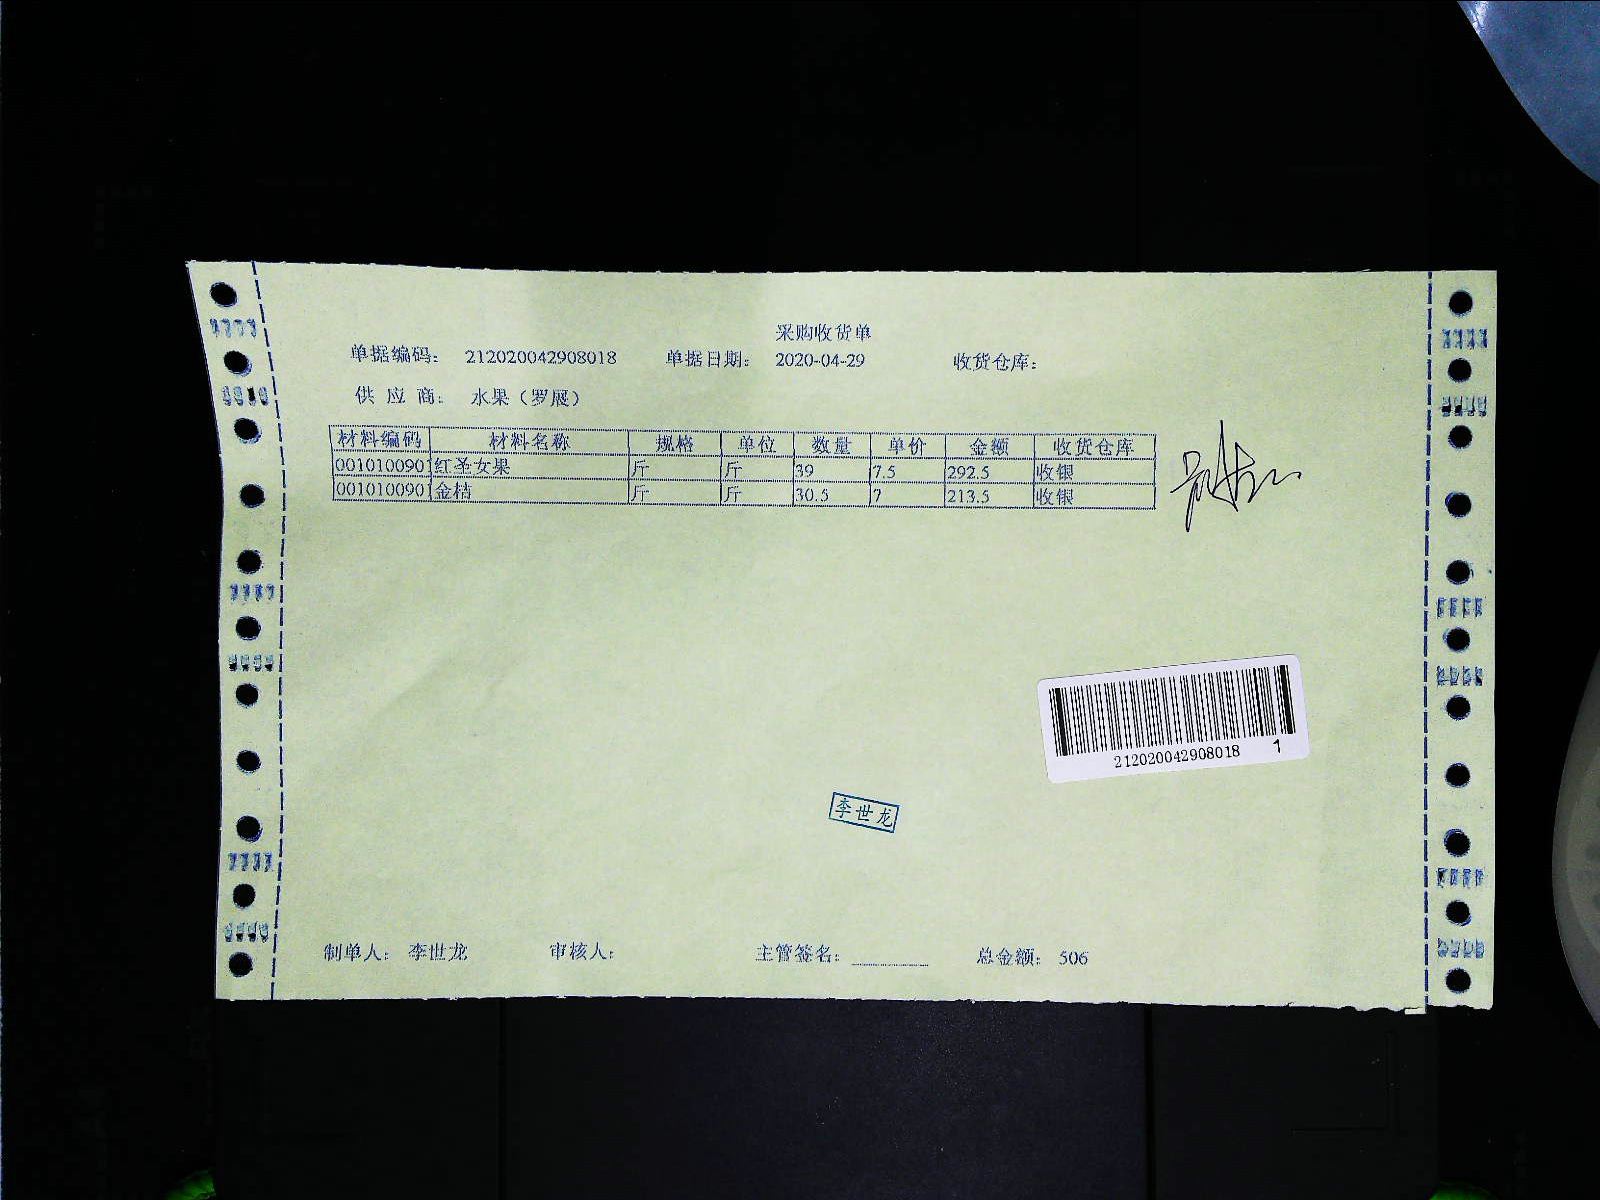 采购收货单
单据编码： 212020042908018 单据日期： 2020-04-29 收货仓库：
供 应 商： 水果（罗展）
材料编码 材料名称 规格 单位 数量 单价 金额 收货仓库
0010100901 红圣女果 斤 斤 39 7.5 292.5 收银
0010100901 金桔 斤 斤 30.5 7 213.5 收银
212020042908018 1
李世龙
制单人： 李世龙 审核人： 主管签名： 总金额： 506